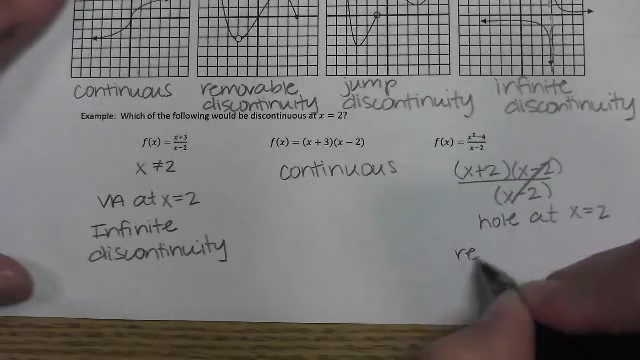 continuous
removable
discontinuity
jump
discontinuity
infinite
discontinuity
Example: Which of the following would be discontinuous at x = 2?
f(x) = x+3/x−2
f(x) = (x + 3)(x − 2)
f(x) = x²−4/x−2
x ≠ 2
VA at x = 2
Infinite
discontinuity
continuous
(x+2)(x-2)
(x-2)
hole at x = 2
re